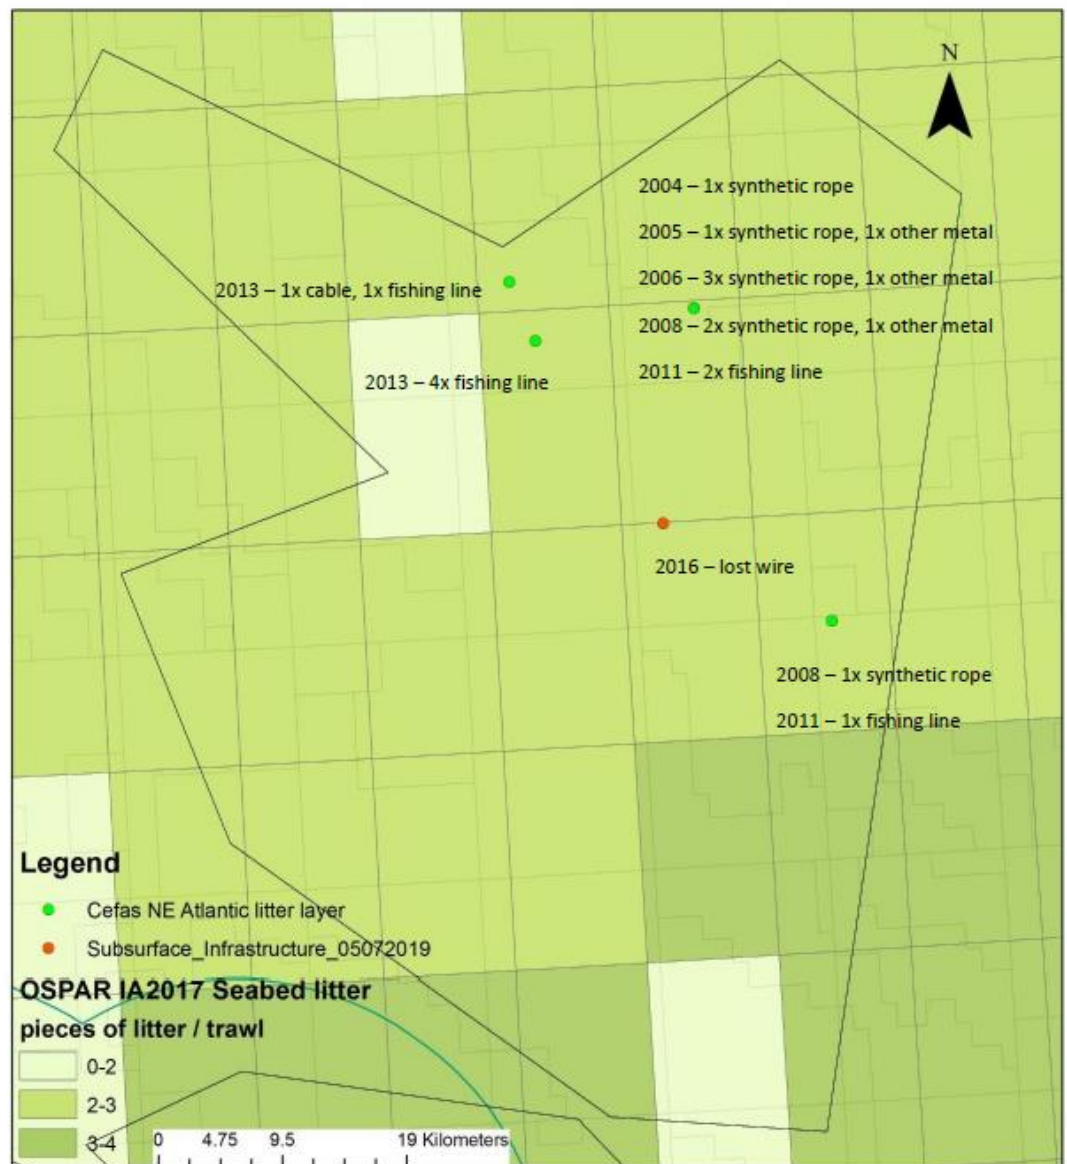 N
2004 – 1x synthetic rope
2005 – 1x synthetic rope, 1x other metal
2006 – 3x synthetic rope, 1x other metal
2013 – 1x cable, 1x fishing line
2008 – 2x synthetic rope, 1x other metal
2011 – 2x fishing line
2013 – 4x fishing line
2016 – lost wire
2008 – 1x synthetic rope
2011 – 1x fishing line
Legend
Cefas NE Atlantic litter layer
Subsurface_Infrastructure_05072019
OSPAR IA2017 Seabed litter
pieces of litter / trawl
0-2
2-3
3-4
0 4.75 9.5 19 Kilometers